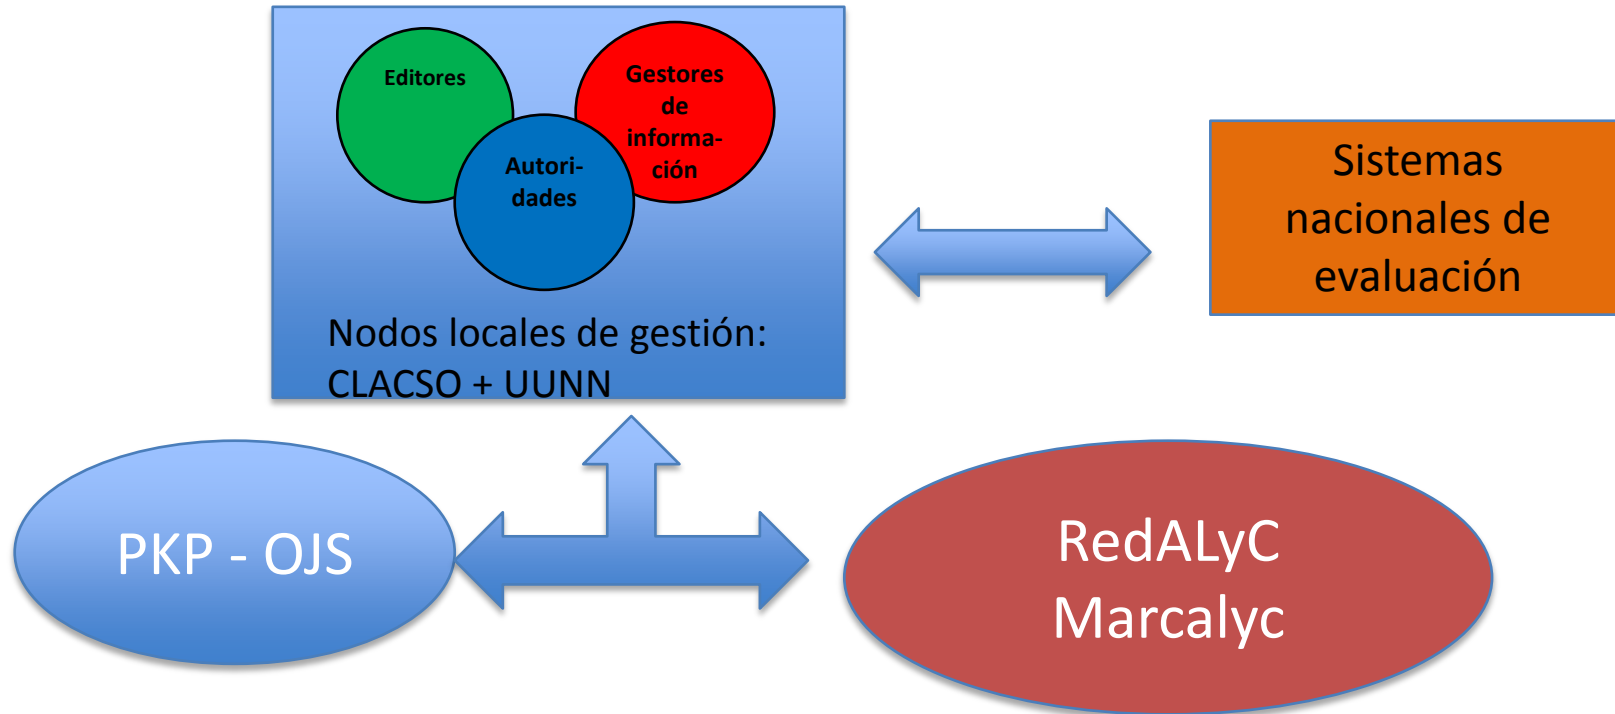 Editores
Gestores
de
informa-
ción
Autori-
dades
Nodos locales de gestión:
CLACSO + UUNN
Sistemas
nacionales de
evaluación
PKP - OJS
RedALyC
Marcalyc